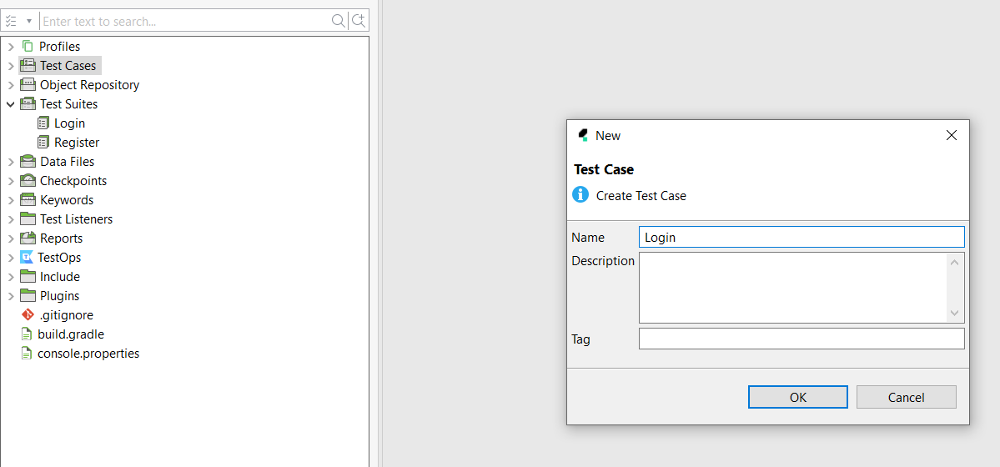 Enter text to search...
Profiles
Test Cases
Object Repository
Test Suites
Login
Register
Data Files
Checkpoints
Keywords
Test Listeners
Reports
TestOps
Include
Plugins
.gitignore
build.gradle
console.properties
New
Test Case
Create Test Case
Name
Login
Description
Tag
OK
Cancel